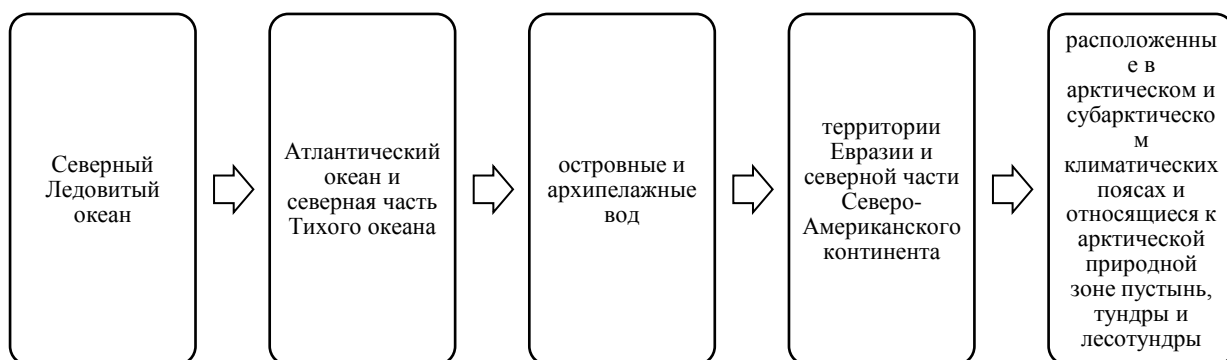 Северный
Ледовитый
океан
Атлантический
океан и
северная часть
Тихого океана
островные и
архипелажные
вод
территории
Евразии и
северной части
Северо-
Американского
континента
расположенны
е в
арктическом и
субарктическо
м
климатических
поясах и
относящиеся к
арктической
природной
зоне пустынь,
тундры и
лесотундры